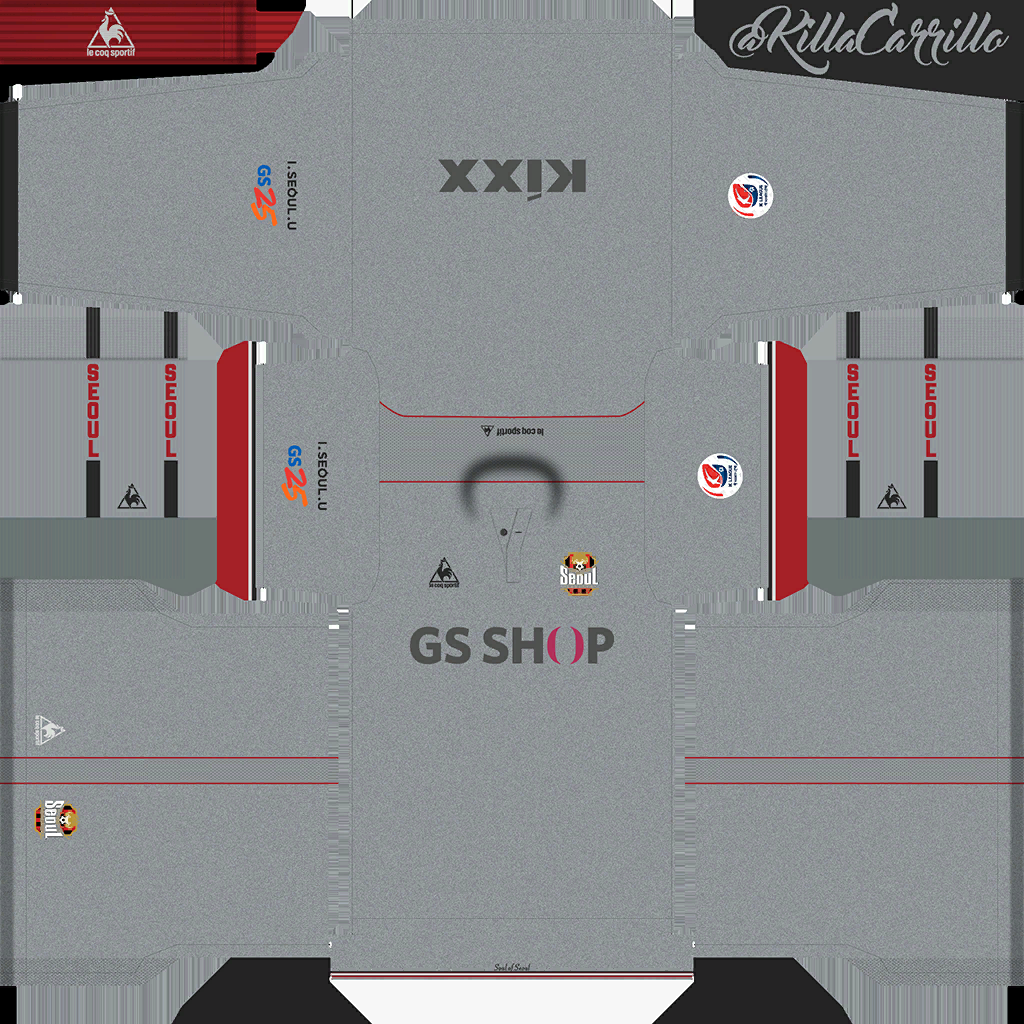 le coq sportif
@KillaCarrillo
I.SEOUL.U
GS25
Kixx
K LEAGUE
SEOUL
SEOUL
SEOUL
SEOUL
le coq sportif
I.SEOUL.U
GS25
K LEAGUE
le coq sportif
SEOUL
GS SHOP
le coq sportif
SEOUL
Soul of Seoul